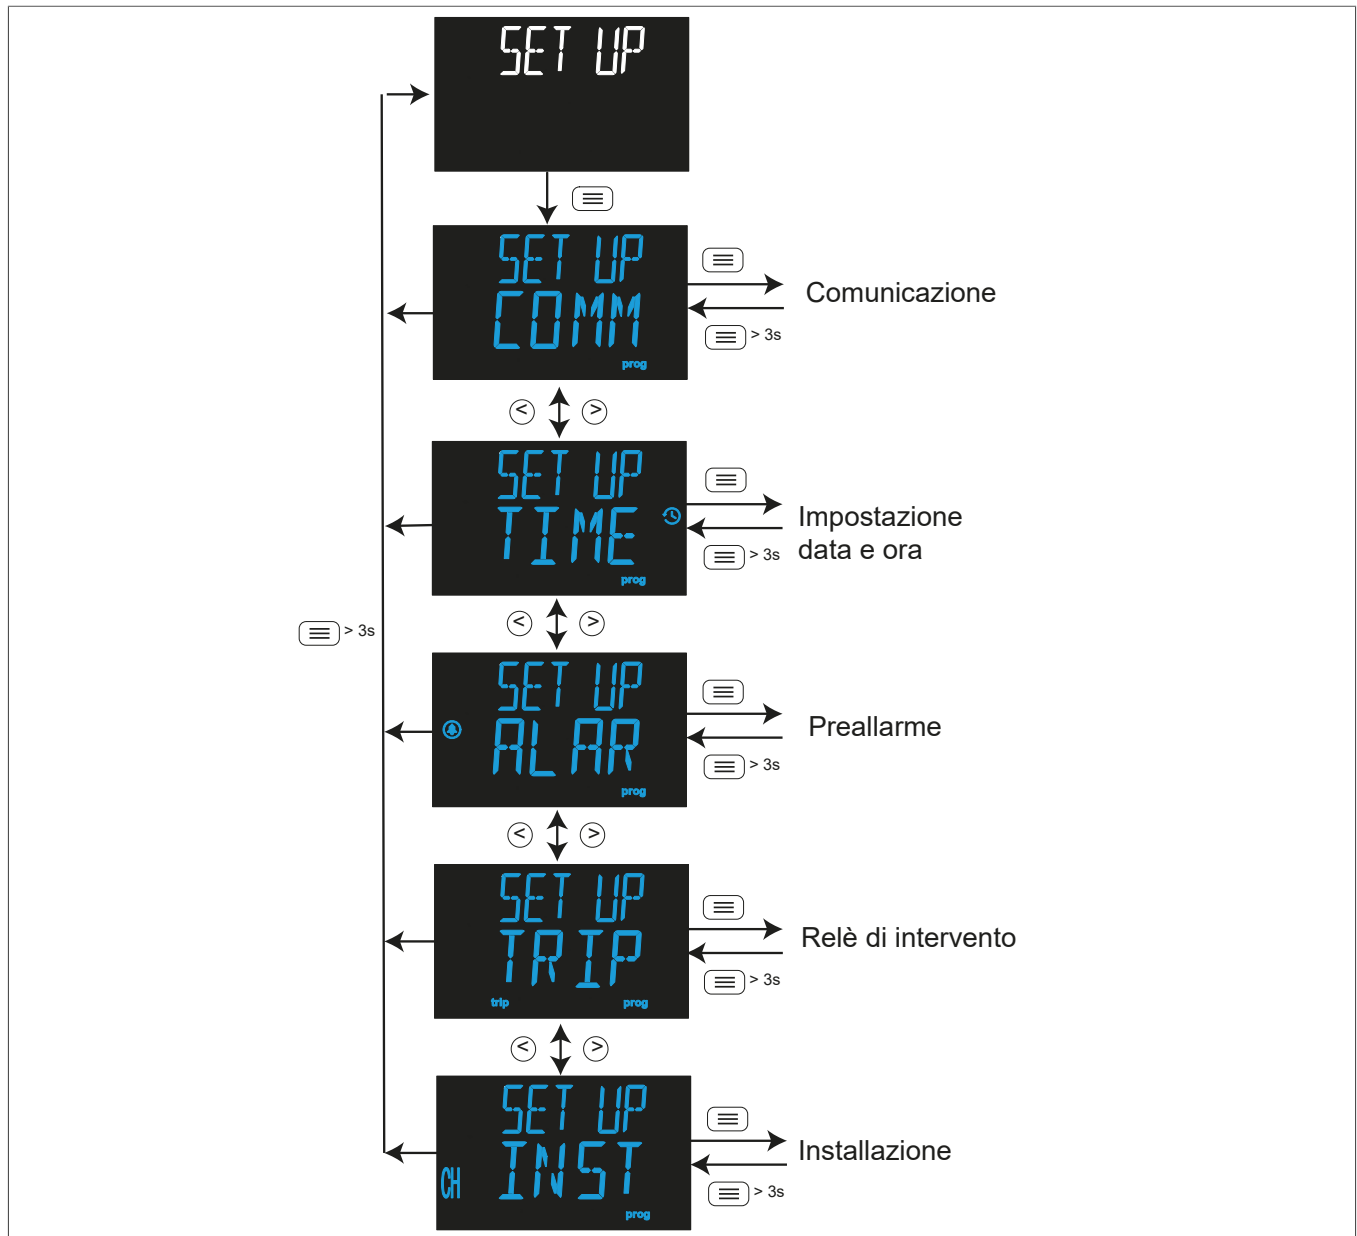 SET UP
SET UP
COMM
prog
Comunicazione
> 3s
< >
SET UP
TIME
prog
Impostazione
data e ora
> 3s
< >
> 3s
SET UP
ALAR
prog
Preallarme
> 3s
< >
SET UP
TRIP
trip prog
Relè di intervento
> 3s
< >
SET UP
INST
CH
prog
Installazione
> 3s